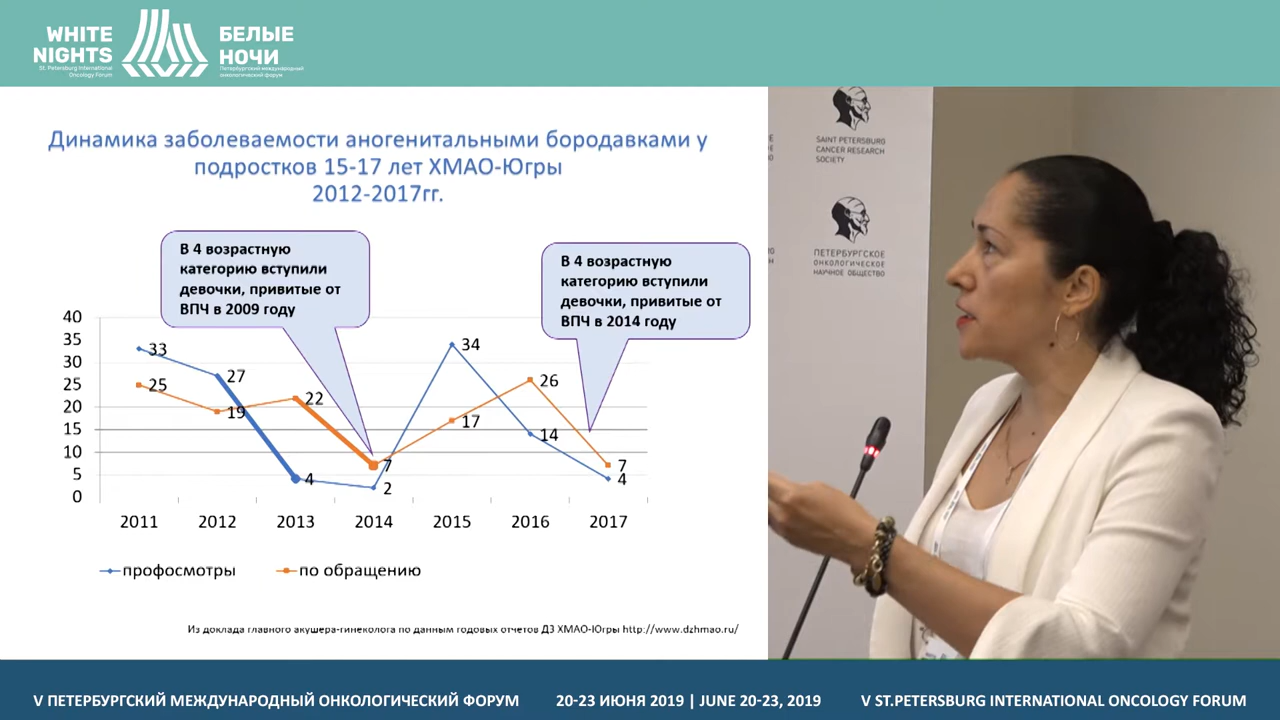 WHITE
NIGHTS
St. Petersburg International
Oncology Forum
БЕЛЫЕ
НОЧИ
Петербургский международный
онкологический форум
Динамика заболеваемости аногенитальными бородавками у
подростков 15-17 лет ХМАО-Югры
2012-2017гг.
В 4 возрастную
категорию вступили
девочки, привитые от
ВПЧ в 2009 году
В 4 возрастную
категорию вступили
девочки, привитые от
ВПЧ в 2014 году
40
35
30
25
20
15
10
5
0
33
27
4
2
34
14
4
25
19
22
7
17
26
7
2011 2012 2013 2014 2015 2016 2017
профосмотры по обращению
Из доклада главного акушера-гинеколога по данным годовых отчетов ДЗ ХМАО-Югры http://www.dzhmao.ru/
SAINT PETERSBURG
CANCER RESEARCH
SOCIETY
ПЕТЕРБУРГСКОЕ
ОНКОЛОГИЧЕСКОЕ
НАУЧНОЕ ОБЩЕСТВО
V ПЕТЕРБУРГСКИЙ МЕЖДУНАРОДНЫЙ ОНКОЛОГИЧЕСКИЙ ФОРУМ 20-23 ИЮНЯ 2019 | JUNE 20-23, 2019 V ST.PETERSBURG INTERNATIONAL ONCOLOGY FORUM